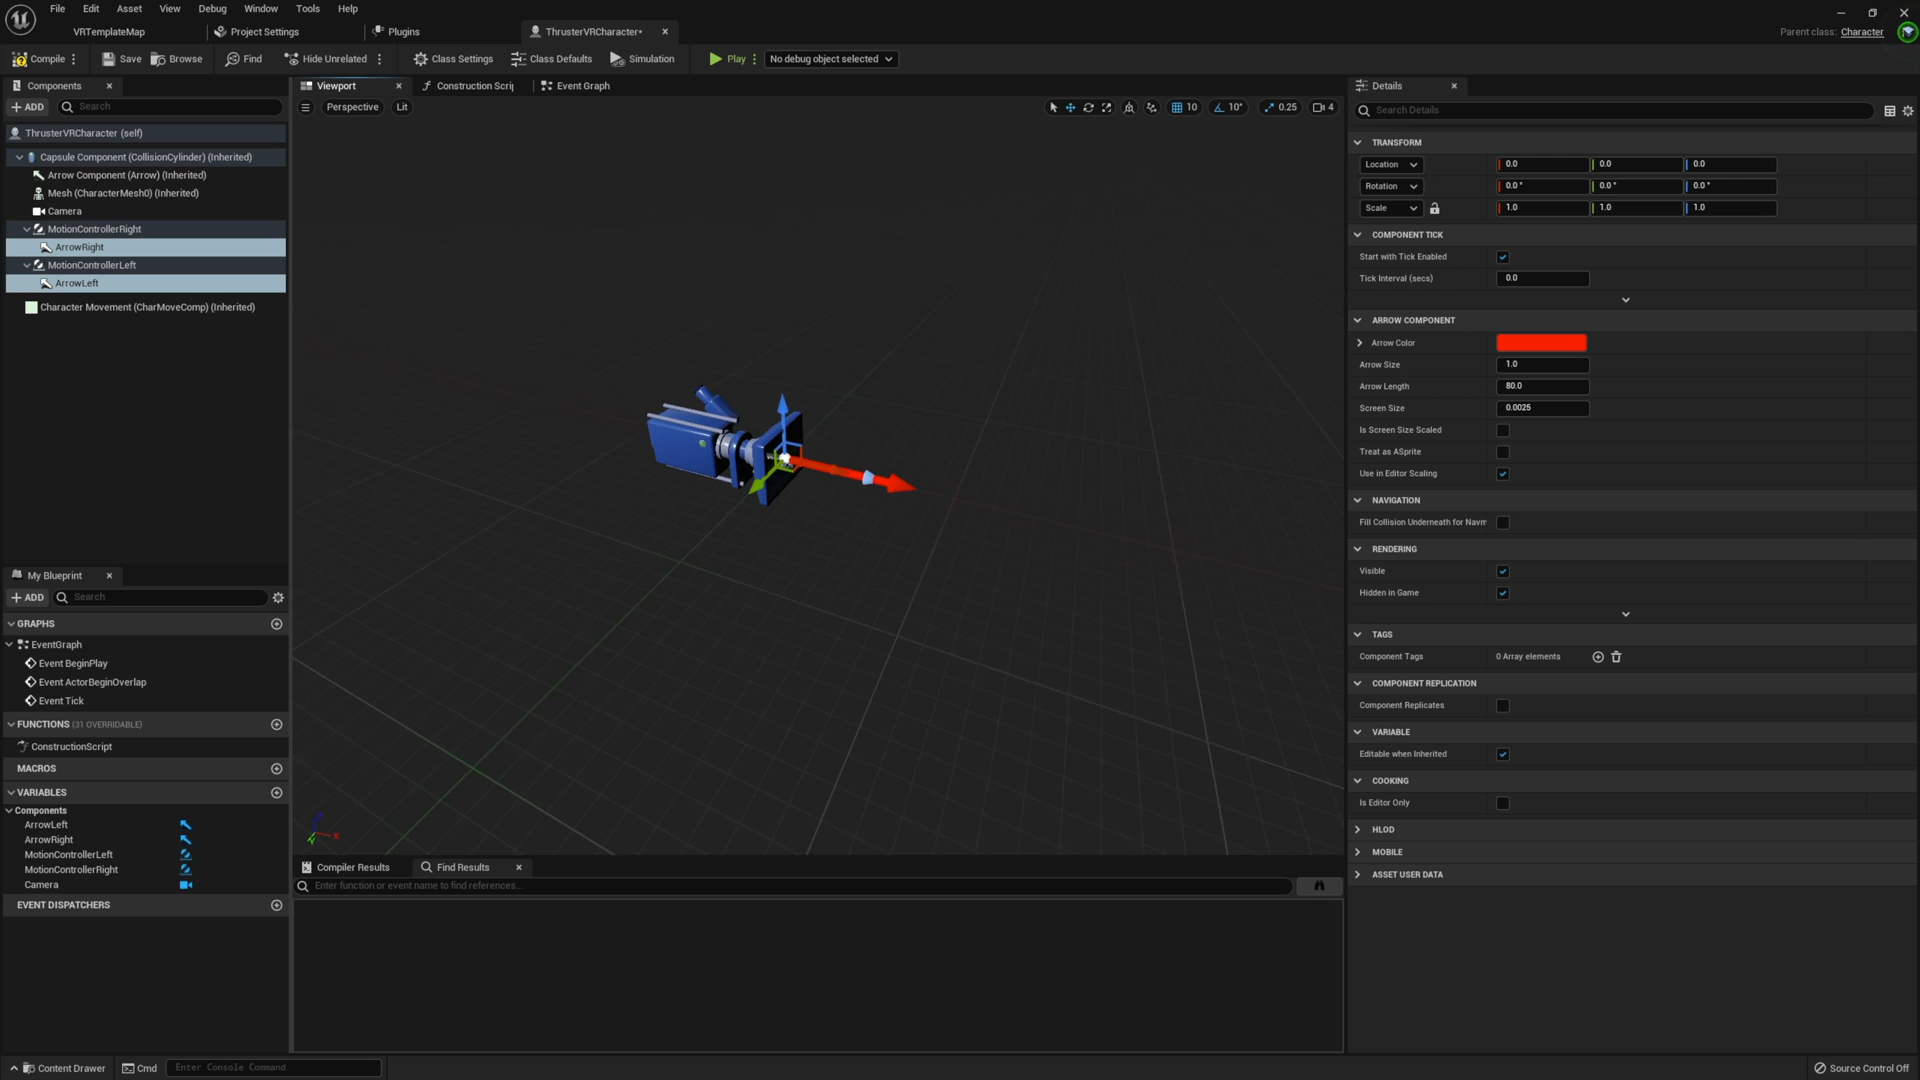 File Edit Asset View Debug Window Tools Help
VRTemplateMap Project Settings Plugins ThrusterVRCharacter* Parent class: Character
Compile Save Browse Find Hide Unrelated Class Settings Class Defaults Simulation Play No debug object selected
Components
ADD Search
ThrusterVRCharacter (self)
Capsule Component (CollisionCylinder) (Inherited)
Arrow Component (Arrow) (Inherited)
Mesh (CharacterMesh0) (Inherited)
Camera
MotionControllerRight
ArrowRight
MotionControllerLeft
ArrowLeft
Character Movement (CharMoveComp) (Inherited)
My Blueprint
ADD Search
GRAPHS
EventGraph
Event BeginPlay
Event ActorBeginOverlap
Event Tick
FUNCTIONS (31 OVERRIDABLE)
ConstructionScript
MACROS
VARIABLES
Components
ArrowLeft
ArrowRight
MotionControllerLeft
MotionControllerRight
Camera
EVENT DISPATCHERS
Viewport Construction Scrip Event Graph
Perspective Lit 10 10° 0.25 4
X
Compiler Results Find Results
Enter function or event name to find references...
Details
Search Details
TRANSFORM
Location 0.0 0.0 0.0
Rotation 0.0 ° 0.0 ° 0.0 °
Scale 1.0 1.0 1.0
COMPONENT TICK
Start with Tick Enabled
Tick Interval (secs) 0.0
ARROW COMPONENT
Arrow Color
Arrow Size 1.0
Arrow Length 80.0
Screen Size 0.0025
Is Screen Size Scaled
Treat as ASprite
Use in Editor Scaling
NAVIGATION
Fill Collision Underneath for Navm
RENDERING
Visible
Hidden in Game
TAGS
Component Tags 0 Array elements
COMPONENT REPLICATION
Component Replicates
VARIABLE
Editable when Inherited
COOKING
Is Editor Only
HLOD
MOBILE
ASSET USER DATA
Content Drawer Cmd Enter Console Command Source Control Off